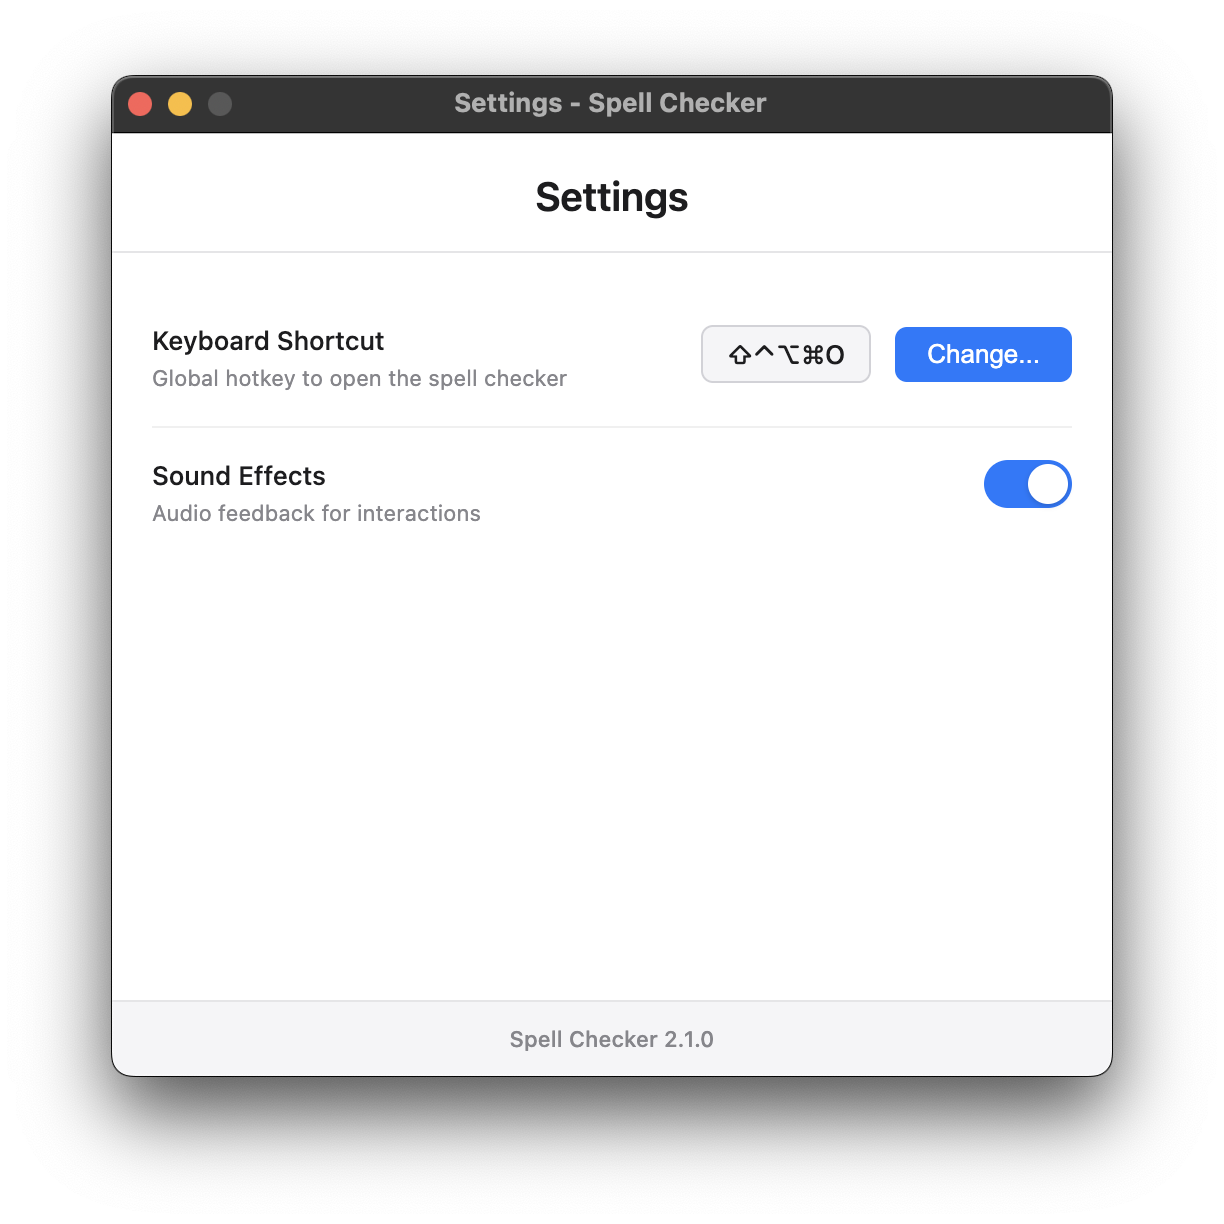 Settings - Spell Checker
Settings
Keyboard Shortcut
Global hotkey to open the spell checker
⇧^⌥⌘O
Change...
Sound Effects
Audio feedback for interactions
Spell Checker 2.1.0